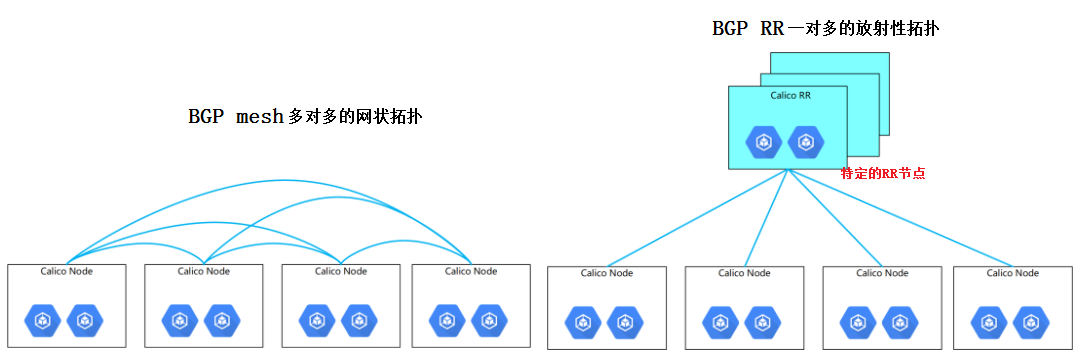 BGP mesh多对多的网状拓扑
Calico Node
Calico Node
Calico Node
Calico Node
BGP RR一对多的放射性拓扑
Calico RR
特定的RR节点
Calico Node
Calico Node
Calico Node
Calico Node